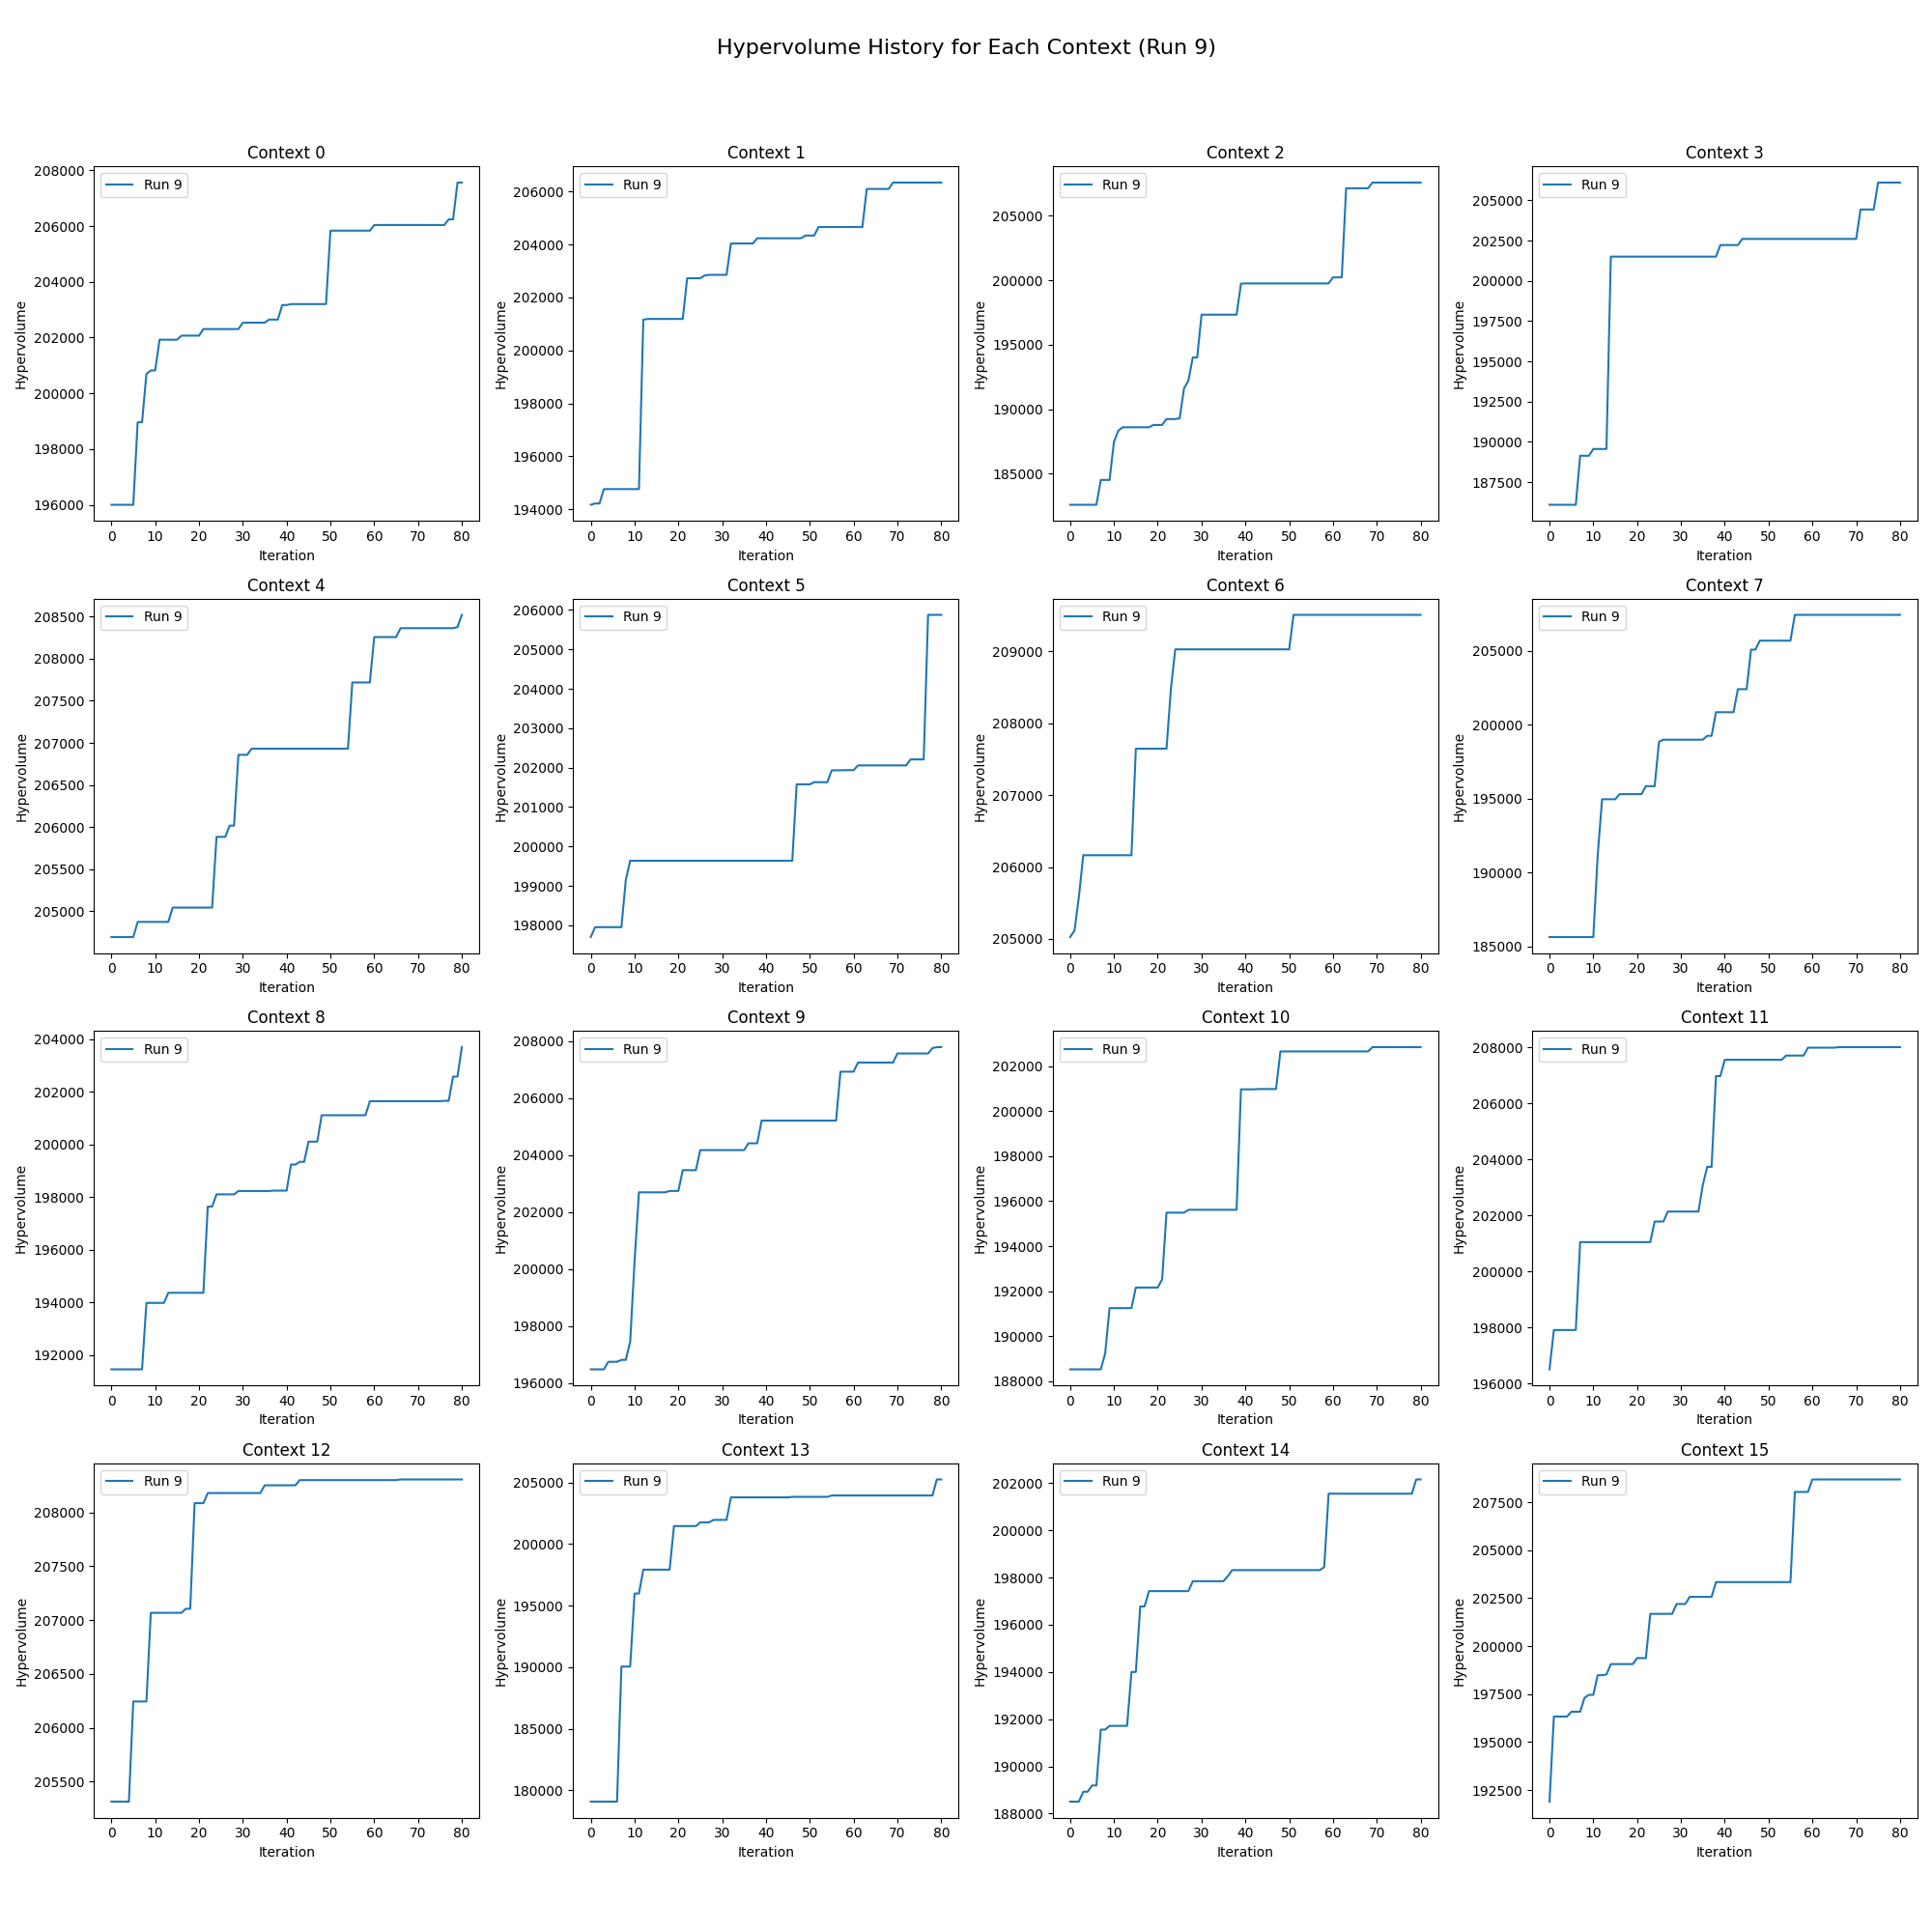 Hypervolume History for Each Context (Run 9)
Context 0
Run 9
Hypervolume
208000
206000
204000
202000
200000
198000
196000
0 10 20 30 40 50 60 70 80
Iteration
Context 1
Run 9
Hypervolume
206000
204000
202000
200000
198000
196000
194000
0 10 20 30 40 50 60 70 80
Iteration
Context 2
Run 9
Hypervolume
205000
200000
195000
190000
185000
0 10 20 30 40 50 60 70 80
Iteration
Context 3
Run 9
Hypervolume
205000
202500
200000
197500
195000
192500
190000
187500
0 10 20 30 40 50 60 70 80
Iteration
Context 4
Run 9
Hypervolume
208500
208000
207500
207000
206500
206000
205500
205000
0 10 20 30 40 50 60 70 80
Iteration
Context 5
Run 9
Hypervolume
206000
205000
204000
203000
202000
201000
200000
199000
198000
0 10 20 30 40 50 60 70 80
Iteration
Context 6
Run 9
Hypervolume
209000
208000
207000
206000
205000
0 10 20 30 40 50 60 70 80
Iteration
Context 7
Run 9
Hypervolume
205000
200000
195000
190000
185000
0 10 20 30 40 50 60 70 80
Iteration
Context 8
Run 9
Hypervolume
204000
202000
200000
198000
196000
194000
192000
0 10 20 30 40 50 60 70 80
Iteration
Context 9
Run 9
Hypervolume
208000
206000
204000
202000
200000
198000
196000
0 10 20 30 40 50 60 70 80
Iteration
Context 10
Run 9
Hypervolume
202000
200000
198000
196000
194000
192000
190000
188000
0 10 20 30 40 50 60 70 80
Iteration
Context 11
Run 9
Hypervolume
208000
206000
204000
202000
200000
198000
196000
0 10 20 30 40 50 60 70 80
Iteration
Context 12
Run 9
Hypervolume
208000
207500
207000
206500
206000
205500
0 10 20 30 40 50 60 70 80
Iteration
Context 13
Run 9
Hypervolume
205000
200000
195000
190000
185000
180000
0 10 20 30 40 50 60 70 80
Iteration
Context 14
Run 9
Hypervolume
202000
200000
198000
196000
194000
192000
190000
188000
0 10 20 30 40 50 60 70 80
Iteration
Context 15
Run 9
Hypervolume
207500
205000
202500
200000
197500
195000
192500
0 10 20 30 40 50 60 70 80
Iteration